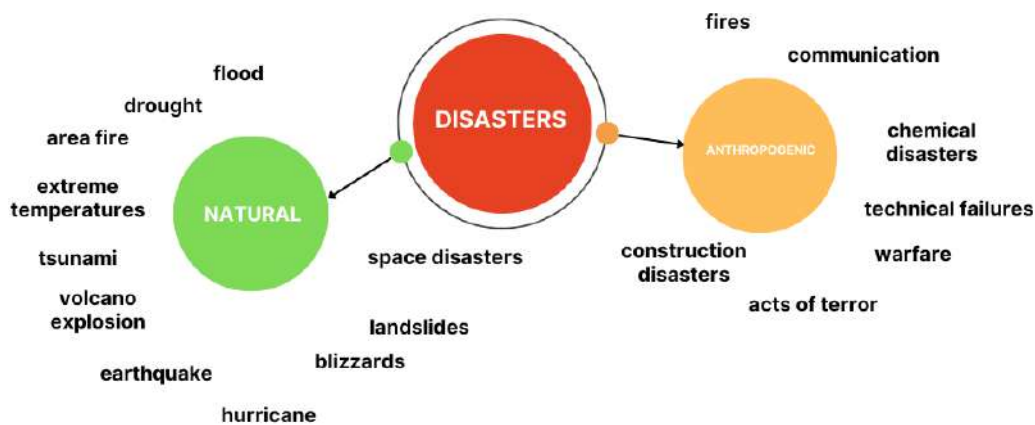 fires
communication
flood
DISASTERS
drought
area fire
ANTHROPOGENIC
chemical
disasters
extreme
temperatures
NATURAL
technical failures
tsunami
space disasters
construction
disasters
warfare
volcano
explosion
acts of terror
landslides
blizzards
earthquake
hurricane